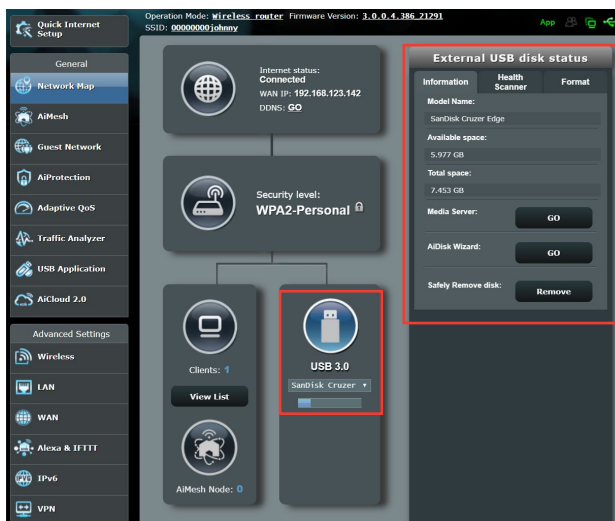 Quick Internet
Setup
Operation Mode: Wireless router Firmware Version: 3.0.0.4.386_21291
SSID: 00000000iohnny
App
General
Network Map
AiMesh
Guest Network
AiProtection
Adaptive QoS
Traffic Analyzer
USB Application
AiCloud 2.0
Advanced Settings
Wireless
LAN
WAN
Alexa & IFTTT
IPv6
VPN
Internet status:
Connected
WAN IP: 192.168.123.142
DDNS: GO
Security level:
WPA2-Personal
Clients: 1
View List
AiMesh Node: 0
USB 3.0
SanDisk Cruzer
External USB disk status
Information
Health
Scanner
Format
Model Name:
SanDisk Cruzer Edge
Available space:
5.977 GB
Total space:
7.453 GB
Media Server:
GO
AiDisk Wizard:
GO
Safely Remove disk:
Remove